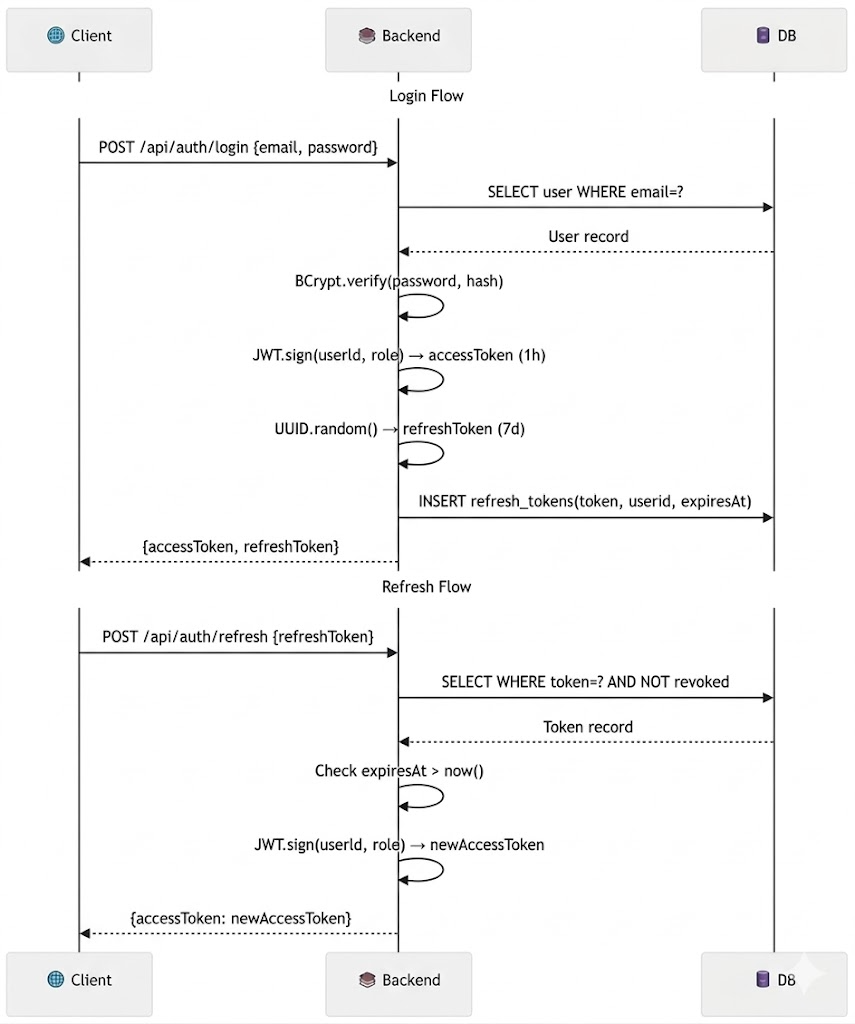 Client
Backend
DB
Login Flow
POST /api/auth/login {email, password}
SELECT user WHERE email=?
User record
BCrypt.verify(password, hash)
JWT.sign(userId, role) → accessToken (1h)
UUID.random() → refreshToken (7d)
INSERT refresh_tokens(token, userid, expiresAt)
{accessToken, refreshToken}
Refresh Flow
POST /api/auth/refresh {refreshToken}
SELECT WHERE token=? AND NOT revoked
Token record
Check expiresAt > now()
JWT.sign(userId, role) → newAccessToken
{accessToken: newAccessToken}
Client
Backend
DB